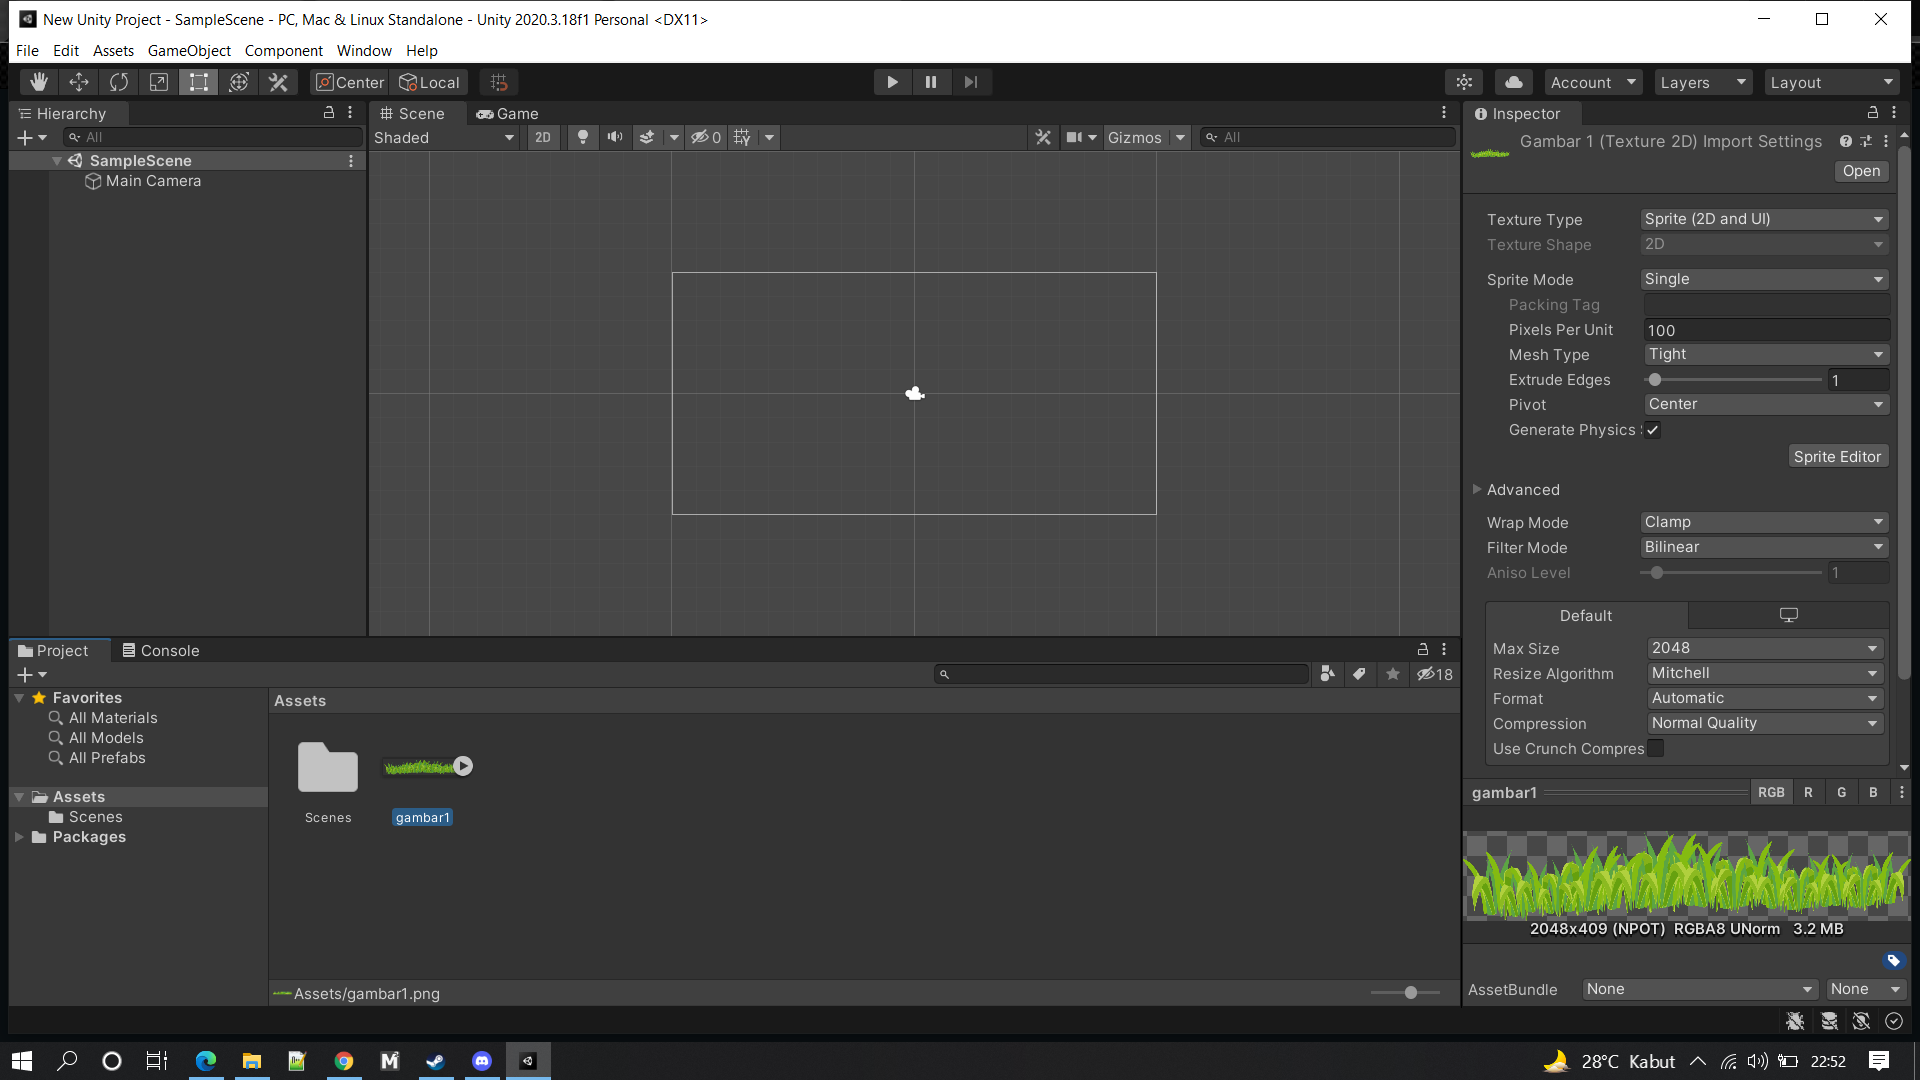 New Unity Project - SampleScene - PC, Mac & Linux Standalone - Unity 2020.3.18f1 Personal <DX11>
File Edit Assets GameObject Component Window Help
Center Local Account Layers Layout
Hierarchy
All
SampleScene
Main Camera
Scene Game
Shaded 2D 0 Gizmos All
Inspector
Gambar 1 (Texture 2D) Import Settings
Open
Texture Type Sprite (2D and UI)
Texture Shape 2D
Sprite Mode Single
Packing Tag
Pixels Per Unit 100
Mesh Type Tight
Extrude Edges 1
Pivot Center
Generate Physics
Sprite Editor
Advanced
Wrap Mode Clamp
Filter Mode Bilinear
Aniso Level 1
Default
Max Size 2048
Resize Algorithm Mitchell
Format Automatic
Compression Normal Quality
Use Crunch Compres
gambar1 RGB R G B
2048x409 (NPOT) RGBA8 UNorm 3.2 MB
AssetBundle None None
Project Console
18
Favorites
All Materials
All Models
All Prefabs
Assets
Scenes
Packages
Assets
Scenes gambar1
Assets/gambar1.png
28°C Kabut 22:52